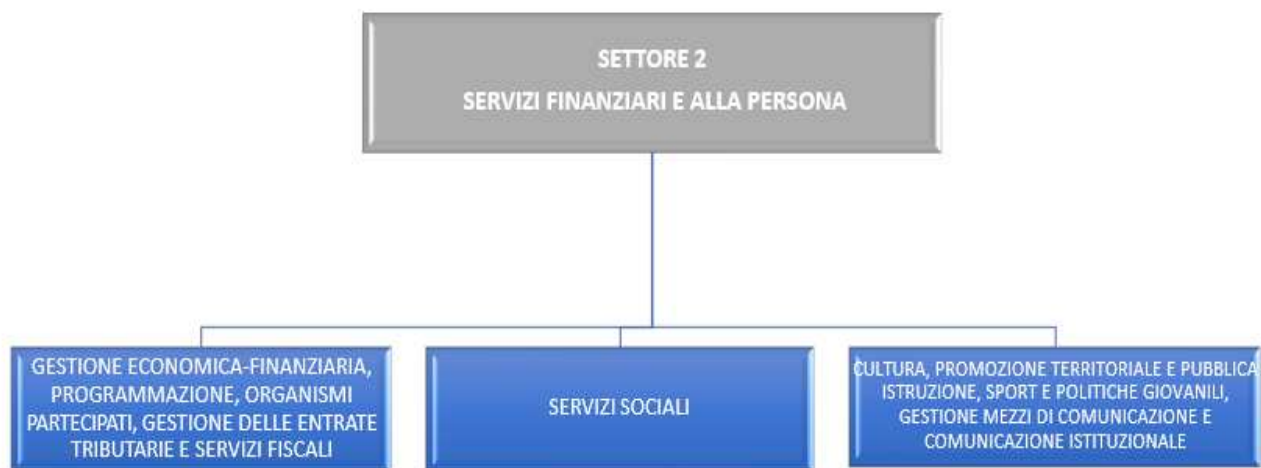 SETTORE 2
SERVIZI FINANZIARI E ALLA PERSONA
GESTIONE ECONOMICA-FINANZIARIA,
PROGRAMMAZIONE, ORGANISMI
PARTECIPATI, GESTIONE DELLE ENTRATE
TRIBUTARIE E SERVIZI FISCALI
SERVIZI SOCIALI
CULTURA, PROMOZIONE TERRITORIALE E PUBBLICA
ISTRUZIONE, SPORT E POLITICHE GIOVANILI,
GESTIONE MEZZI DI COMUNICAZIONE E
COMUNICAZIONE ISTITUZIONALE